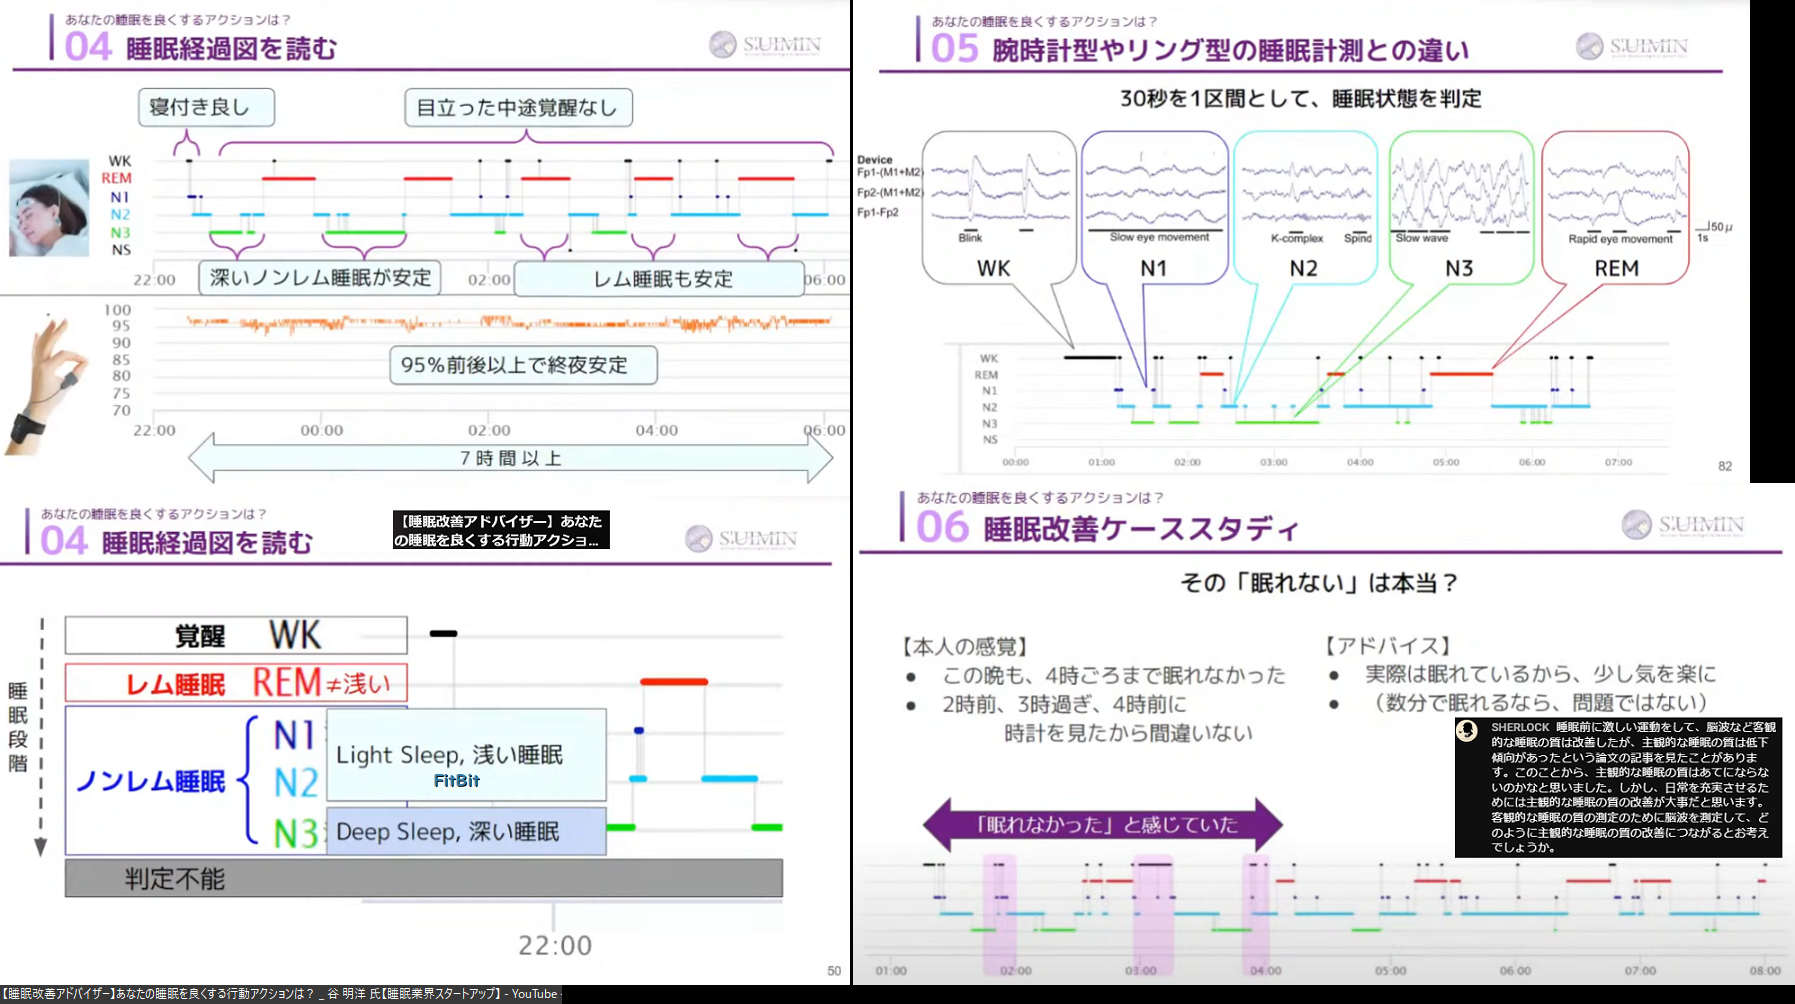 あなたの睡眠を良くするアクションは？
04 睡眠経過図を読む
SUIMIN
寝付き良し
目立った中途覚醒なし
WK
REM
N1
N2
N3
NS
深いノンレム睡眠が安定
レム睡眠も安定
22:00
02:00
06:00
100
95
90
85
80
75
70
95%前後以上で終夜安定
22:00
00:00
02:00
04:00
06:00
7時間以上
あなたの睡眠を良くするアクションは？
05 腕時計型やリング型の睡眠計測との違い
SUIMIN
30秒を1区間として、睡眠状態を判定
Device
Fp1-(M1+M2)
Fp2-(M1+M2)
Fp1-Fp2
Blink
Slow eye movement
K-complex
Spind
Slow wave
Rapid eye movement
50μ
1s
WK
N1
N2
N3
REM
WK
REM
N1
N2
N3
NS
00:00
01:00
02:00
03:00
04:00
05:00
06:00
07:00
82
あなたの睡眠を良くするアクションは？
04 睡眠経過図を読む
【睡眠改善アドバイザー】あなた
の睡眠を良くする行動アクショ...
SUIMIN
睡眠段階
覚醒 WK
レム睡眠 REM≠浅い
ノンレム睡眠
N1
N2
N3
Light Sleep, 浅い睡眠
FitBit
Deep Sleep, 深い睡眠
判定不能
22:00
50
あなたの睡眠を良くするアクションは？
06 睡眠改善ケーススタディ
SUIMIN
その「眠れない」は本当？
【本人の感覚】
● この晩も、4時ごろまで眠れなかった
● 2時前、3時過ぎ、4時前に
時計を見たから間違いない
【アドバイス】
● 実際は眠れているから、少し気を楽に
● （数分で眠れるなら、問題ではない）
SHERLOCK 睡眠前に激しい運動をして、脳波など客観
的な睡眠の質は改善したが、主観的な睡眠の質は低下
傾向があったという論文の記事を見たことがありま
す。このことから、主観的な睡眠の質はあてにならな
いのかなと思いました。しかし、日常を充実させるた
めには主観的な睡眠の質の改善が大事だと思います。
客観的な睡眠の質の測定のために脳波を測定して、ど
のように主観的な睡眠の質の改善につながるとお考え
でしょうか。
「眠れなかった」と感じていた
01:00
02:00
03:00
04:00
05:00
06:00
07:00
08:00
【睡眠改善アドバイザー】あなたの睡眠を良くする行動アクションは？ _ 谷 明洋 氏【睡眠業界スタートアップ】 - YouTube -